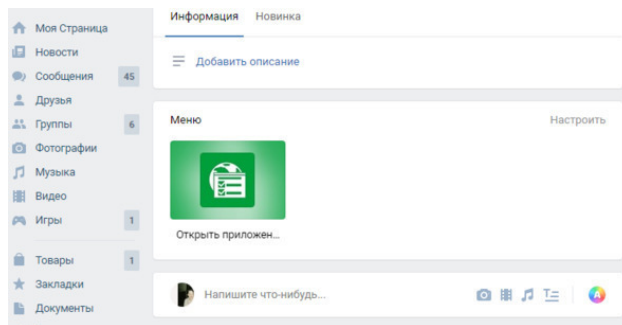 Моя Страница
Новости
Сообщения 45
Друзья
Группы 6
Фотографии
Музыка
Видео
Игры 1
Товары 1
Закладки
Документы
Информация Новинка
Добавить описание
Меню Настроить
Открыть приложен...
Напишите что-нибудь...